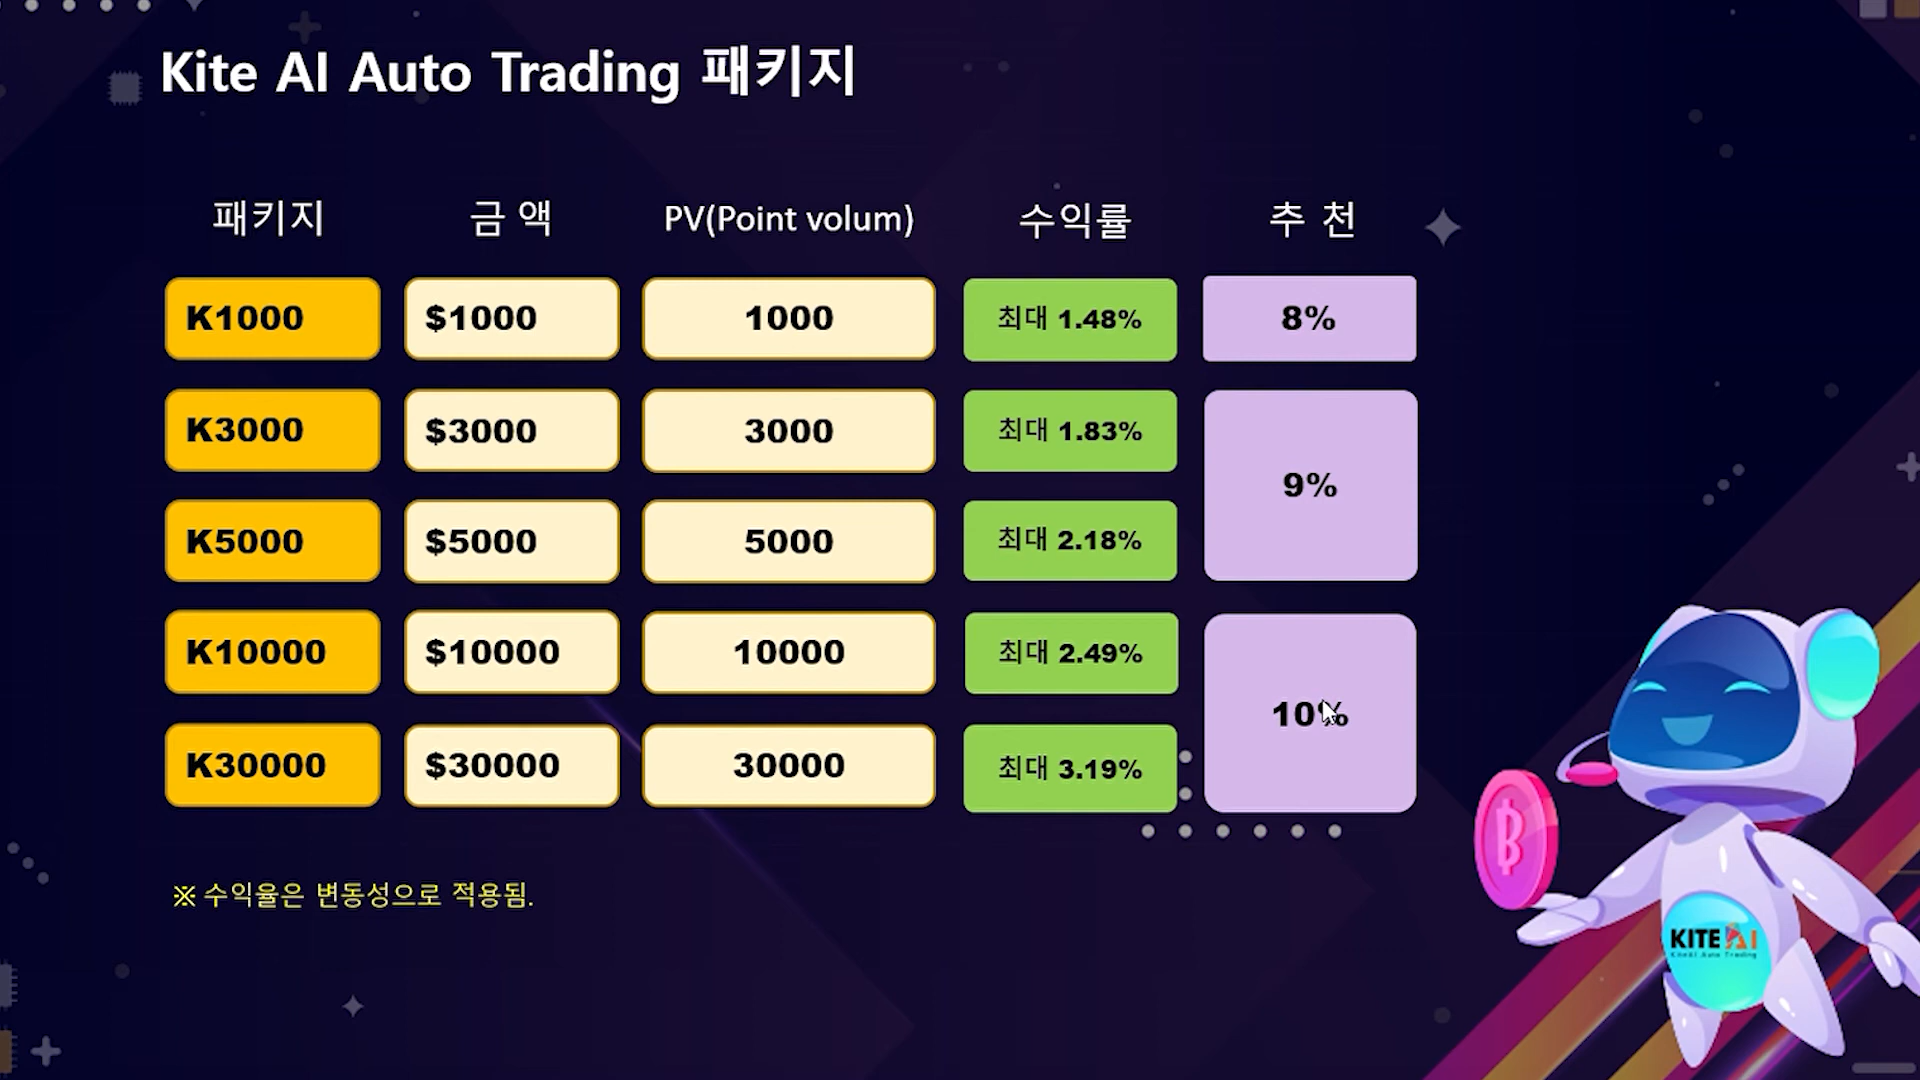 Kite AI Auto Trading 패키지
패키지 금 액 PV(Point volum) 수익률 추 천
K1000 $1000 1000 최대 1.48% 8%
K3000 $3000 3000 최대 1.83%
9%
K5000 $5000 5000 최대 2.18%
K10000 $10000 10000 최대 2.49%
10%
K30000 $30000 30000 최대 3.19%
※ 수익율은 변동성으로 적용됨.
KITE AI
KiteAI Auto Trading